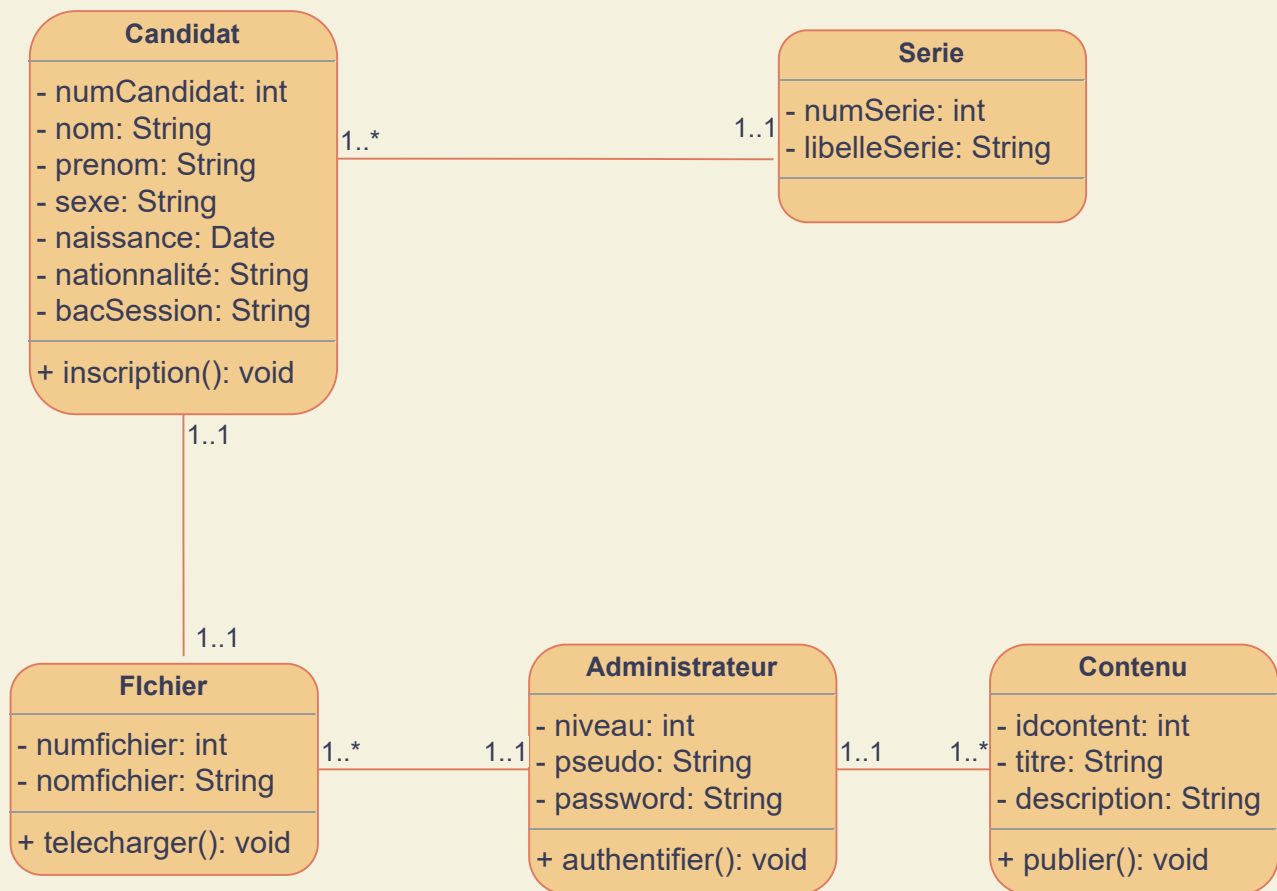 Candidat
- numCandidat: int
- nom: String
- prenom: String
- sexe: String
- naissance: Date
- nationnalité: String
- bacSession: String
+ inscription(): void
1..*
1..1
Serie
- numSerie: int
- libelleSerie: String
1..1
1..1
FIchier
- numfichier: int
- nomfichier: String
+ telecharger(): void
1..*
1..1
Administrateur
- niveau: int
- pseudo: String
- password: String
+ authentifier(): void
1..1
1..*
Contenu
- idcontent: int
- titre: String
- description: String
+ publier(): void